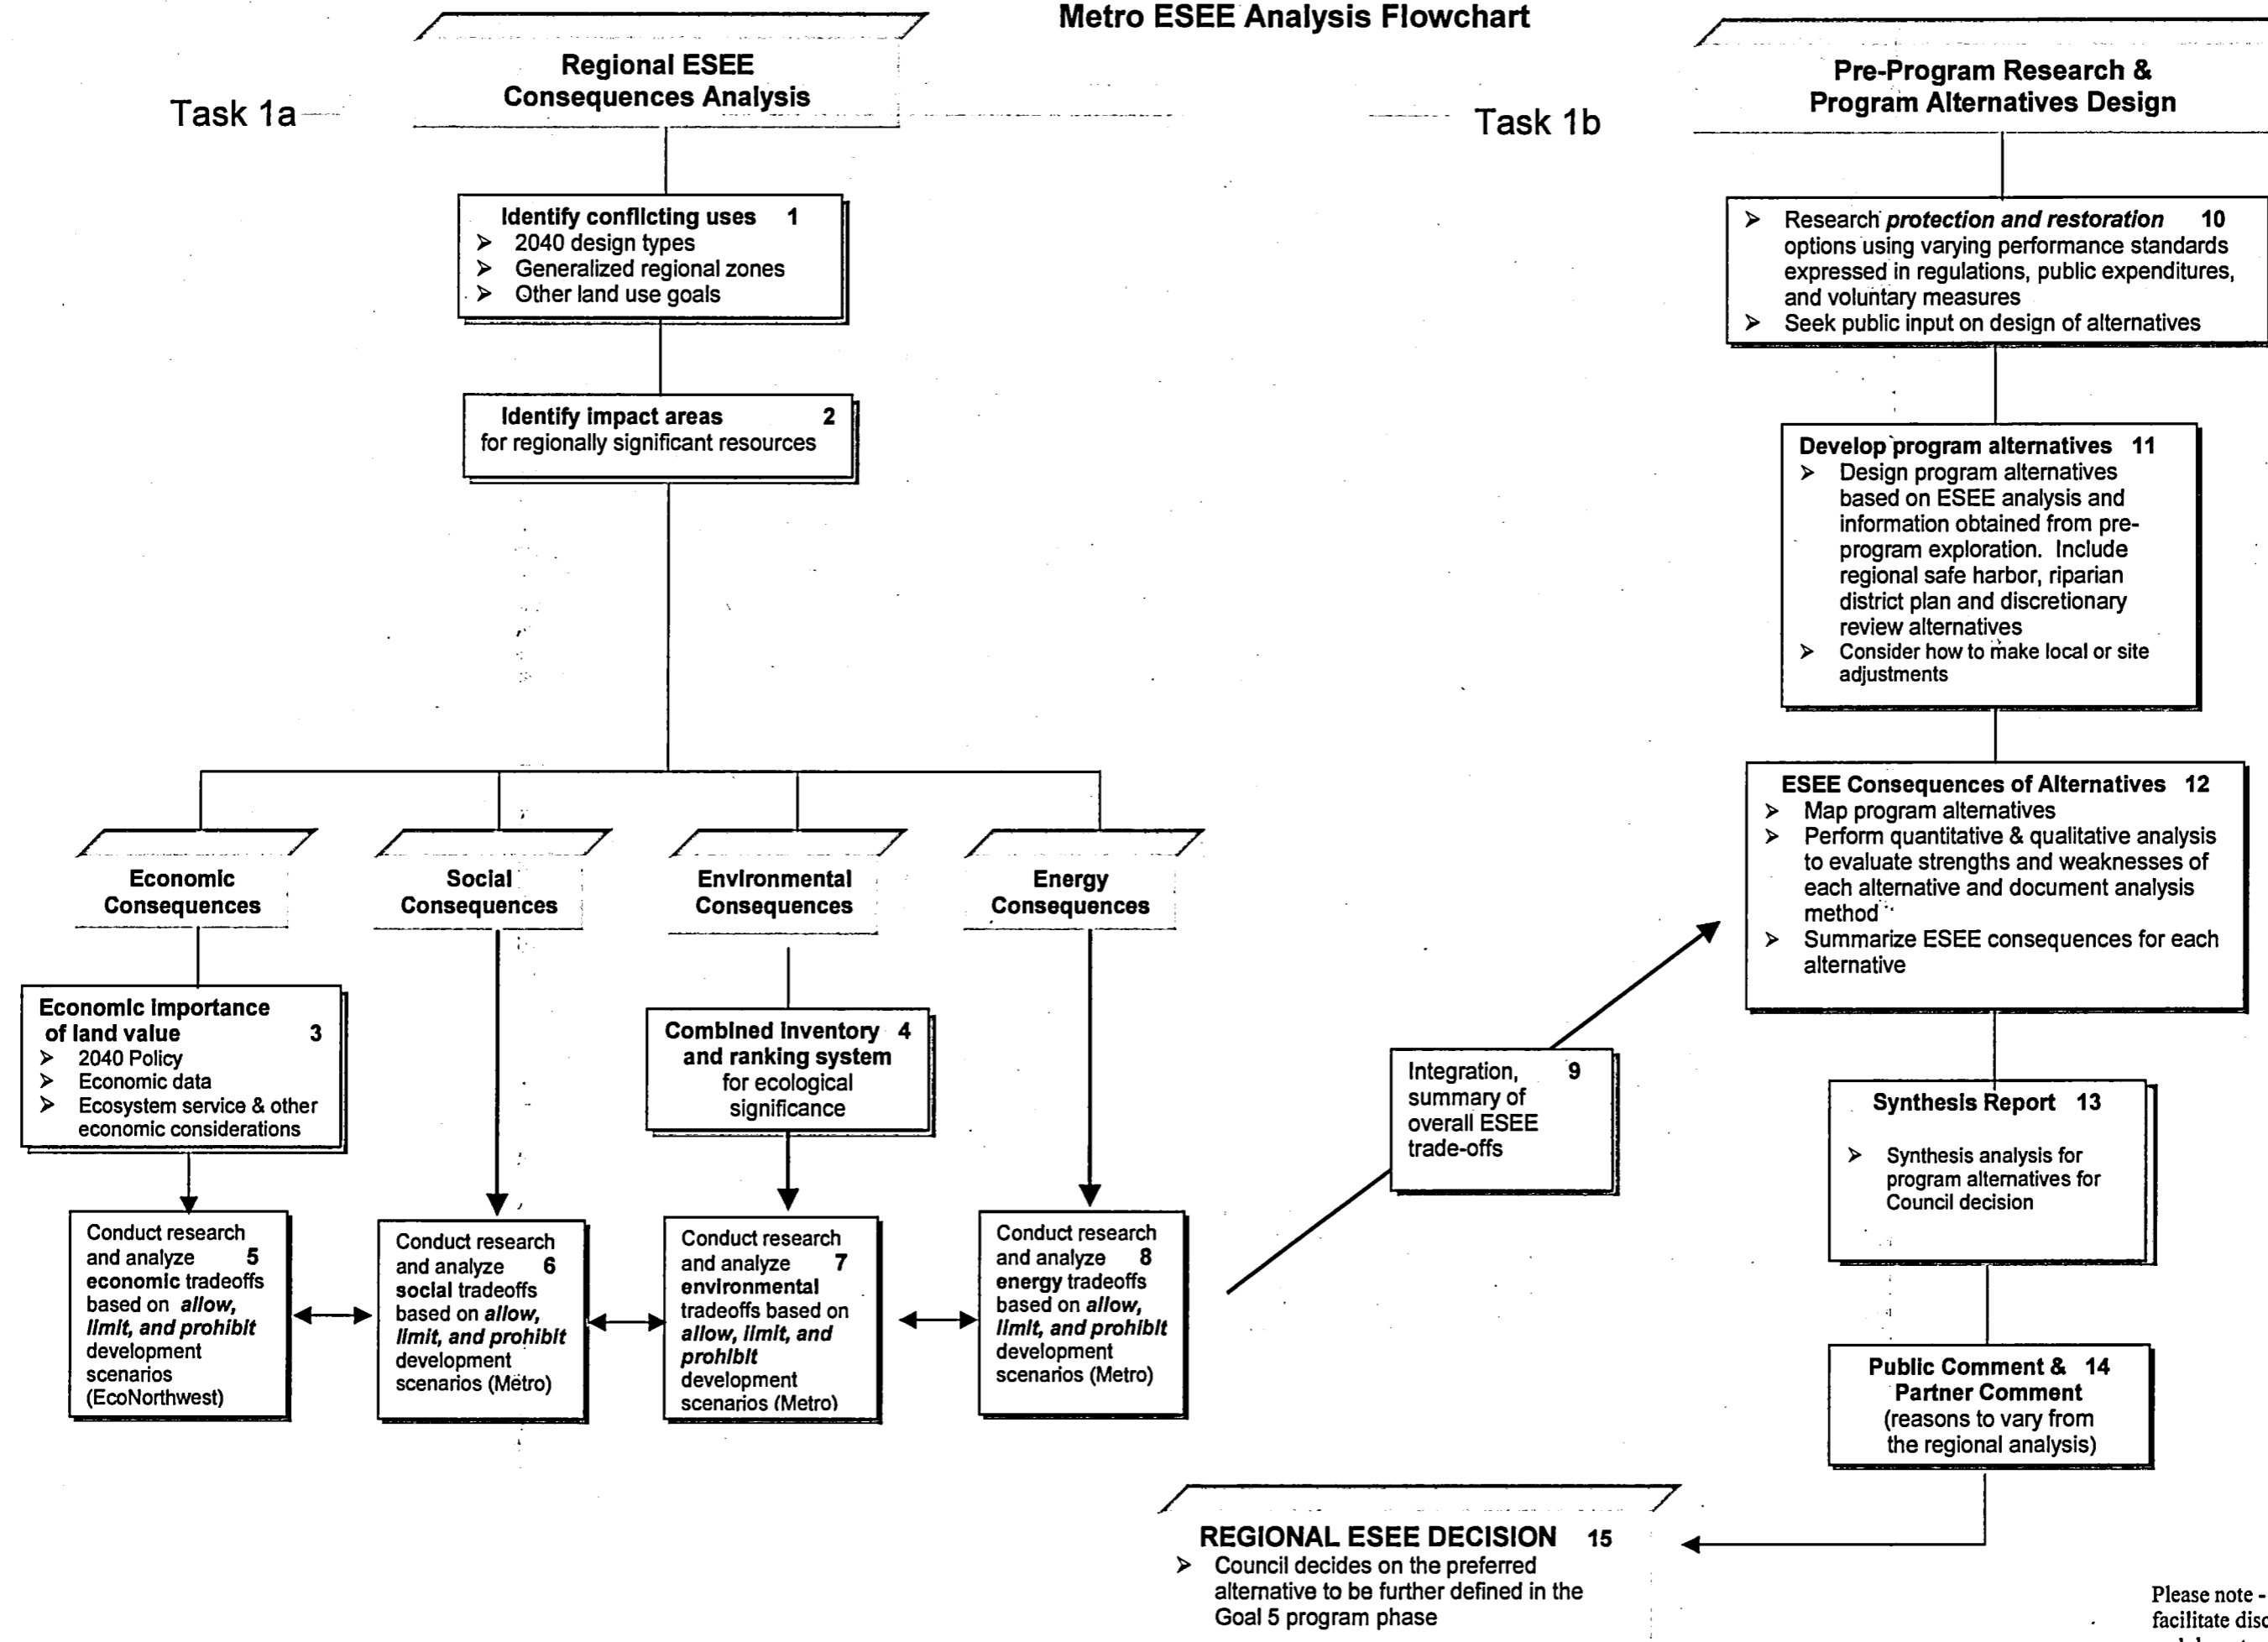 Metro ESEE Analysis Flowchart
Task 1a
Regional ESEE
Consequences Analysis
Identify conflicting uses 1
➢ 2040 design types
➢ Generalized regional zones
➢ Other land use goals
Identify impact areas 2
for regionally significant resources
Economic
Consequences
Social
Consequences
Environmental
Consequences
Energy
Consequences
Economic importance
of land value 3
➢ 2040 Policy
➢ Economic data
➢ Ecosystem service & other
economic considerations
Combined inventory 4
and ranking system
for ecological
significance
Conduct research
and analyze 5
economic tradeoffs
based on allow,
limit, and prohibit
development
scenarios
(EcoNorthwest)
Conduct research
and analyze 6
social tradeoffs
based on allow,
limit, and prohibit
development
scenarios (Metro)
Conduct research
and analyze 7
environmental
tradeoffs based on
allow, limit, and
prohibit
development
scenarios (Metro)
Conduct research
and analyze 8
energy tradeoffs
based on allow,
limit, and prohibit
development
scenarios (Metro)
Integration, 9
summary of
overall ESEE
trade-offs
Task 1b
Pre-Program Research &
Program Alternatives Design
➢ Research protection and restoration 10
options using varying performance standards
expressed in regulations, public expenditures,
and voluntary measures
➢ Seek public input on design of alternatives
Develop program alternatives 11
➢ Design program alternatives
based on ESEE analysis and
information obtained from pre-
program exploration. Include
regional safe harbor, riparian
district plan and discretionary
review alternatives
➢ Consider how to make local or site
adjustments
ESEE Consequences of Alternatives 12
➢ Map program alternatives
➢ Perform quantitative & qualitative analysis
to evaluate strengths and weaknesses of
each alternative and document analysis
method
➢ Summarize ESEE consequences for each
alternative
Synthesis Report 13
➢ Synthesis analysis for
program alternatives for
Council decision
Public Comment & 14
Partner Comment
(reasons to vary from
the regional analysis)
REGIONAL ESEE DECISION 15
➢ Council decides on the preferred
alternative to be further defined in the
Goal 5 program phase
Please note -
facilitate